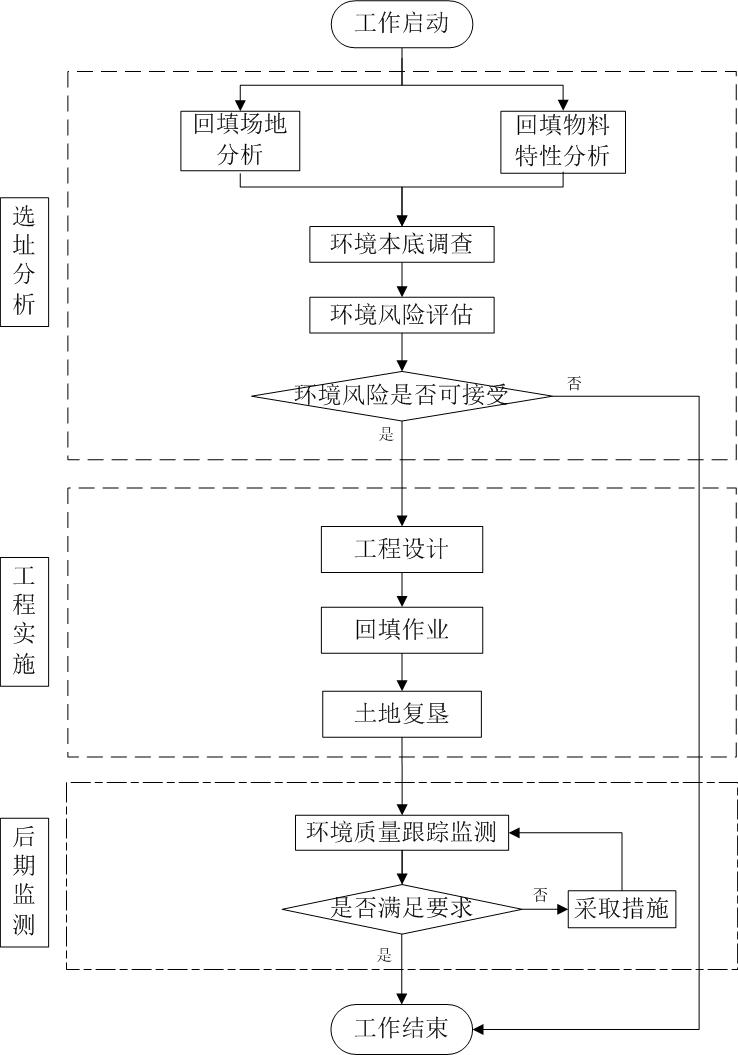 工作启动
选址分析
回填场地
分析
回填物料
特性分析
环境本底调查
环境风险评估
环境风险是否可接受
否
是
工程实施
工程设计
回填作业
土地复垦
后期监测
环境质量跟踪监测
是否满足要求
否
采取措施
是
工作结束